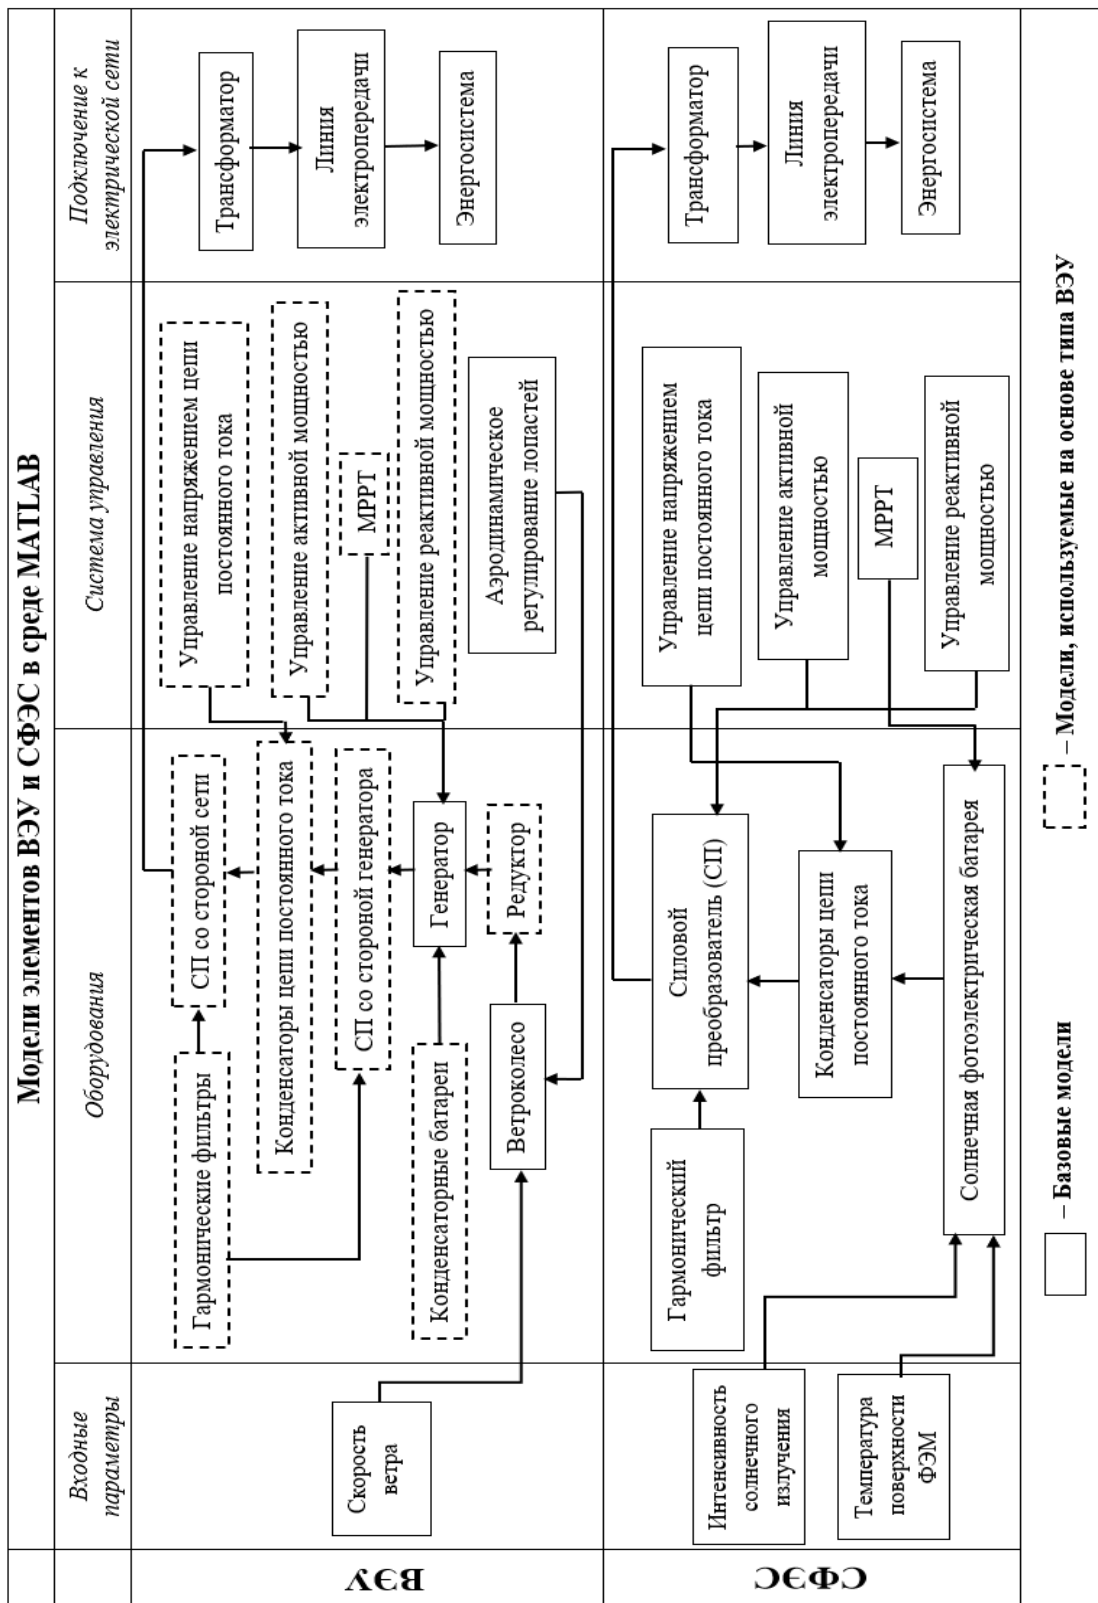 Модели элементов ВЭУ и СФЭС в среде MATLAB
Входные
параметры
Оборудования
Система управления
Подключение к
электрической сети
ВЭУ
Скорость
ветра
Гармонические фильтры
СП со стороной сети
Конденсаторы цепи постоянного тока
СП со стороной генератора
Конденсаторные батареи
Генератор
Ветроколесо
Редуктор
Управление напряжением цепи
постоянного тока
Управление активной мощностью
МРРТ
Управление реактивной мощностью
Аэродинамическое
регулирование лопастей
Трансформатор
Линия
электропередачи
Энергосистема
СФЭС
Интенсивность
солнечного
излучения
Температура
поверхности
ФЭМ
Гармонический
фильтр
Силовой
преобразователь (СП)
Конденсаторы цепи
постоянного тока
Солнечная фотоэлектрическая батарея
Управление напряжением
цепи постоянного тока
Управление активной
мощностью
МРРТ
Управление реактивной
мощностью
Трансформатор
Линия
электропередачи
Энергосистема
– Базовые модели
– Модели, используемые на основе типа ВЭУ